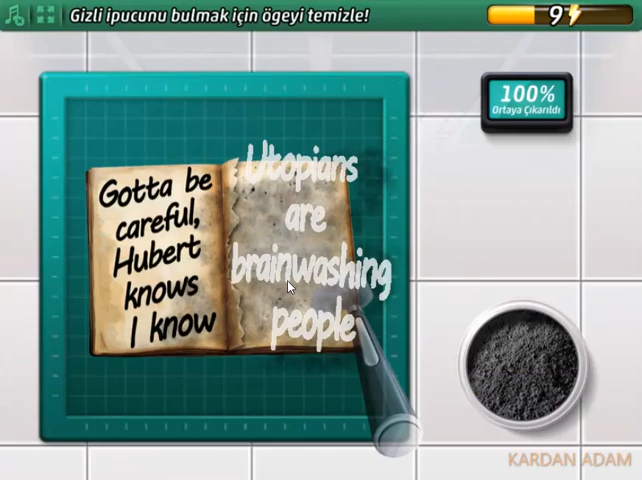 Gizli ipucunu bulmak için ögeyi temizle!
9
100%
Ortaya Çıkarıldı
Gotta be
careful,
Hubert
knows
I know
Utopians
are
brainwashing
people
KARDAN ADAM